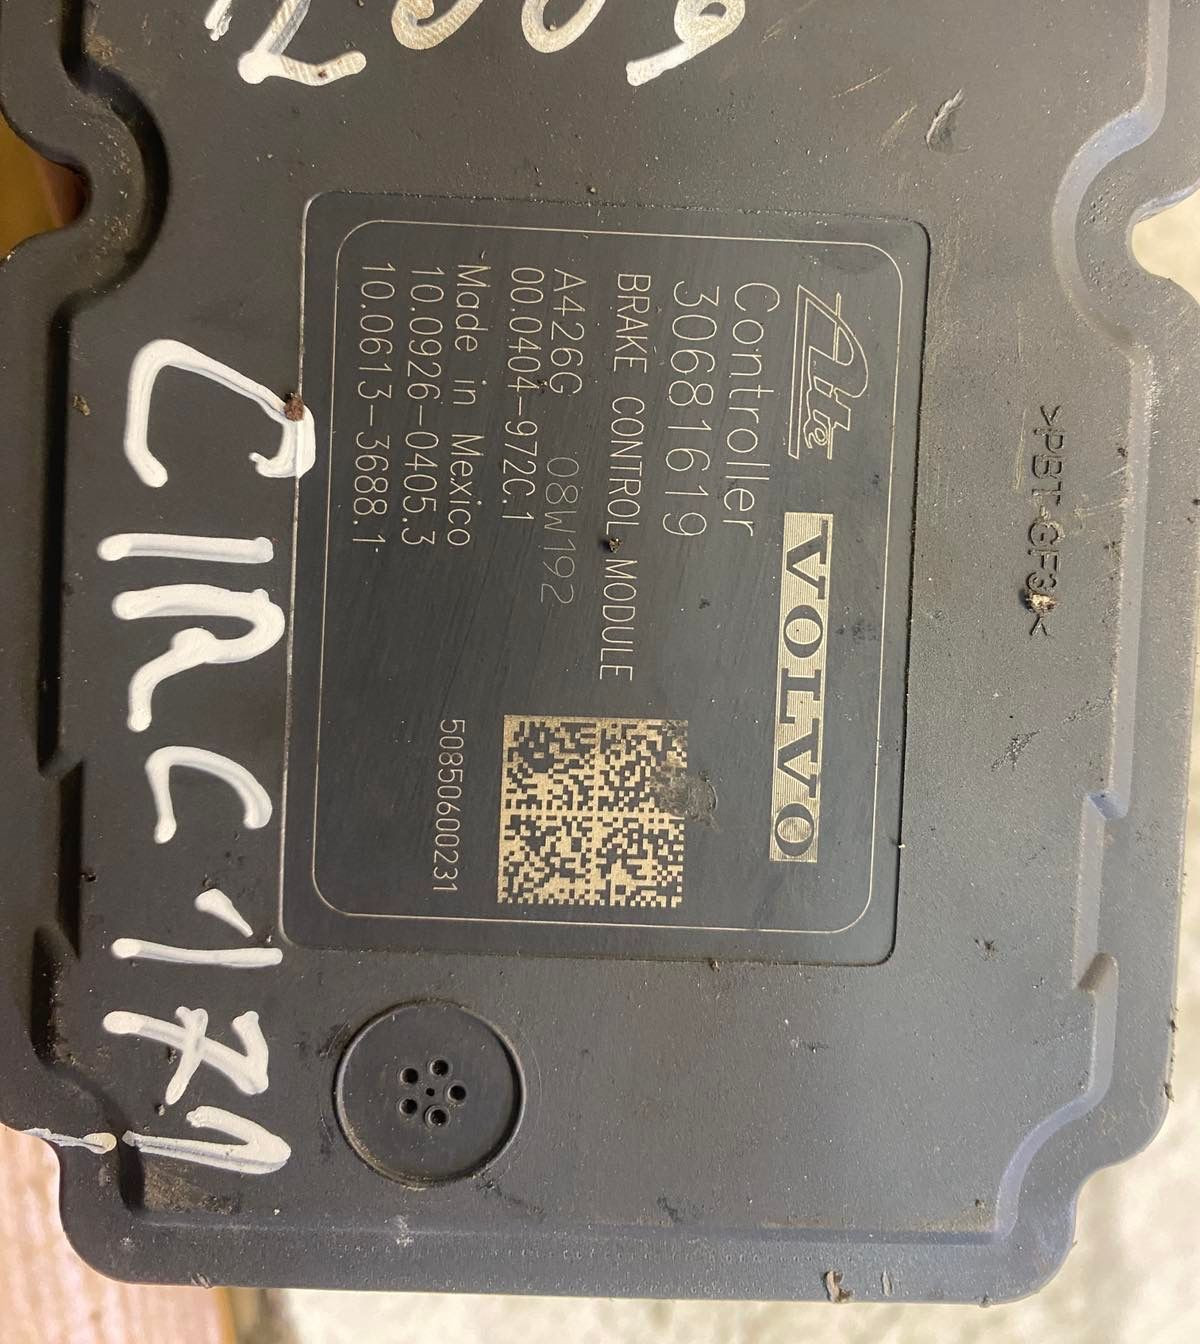 Ate VOLVO
Controller
30681619
BRAKE CONTROL MODULE
A426G 08W192
00.0404-972C.1
Made in Mexico
10.0926-0405.3
10.0613-3688.1
50850600231
>PBT-GF30<